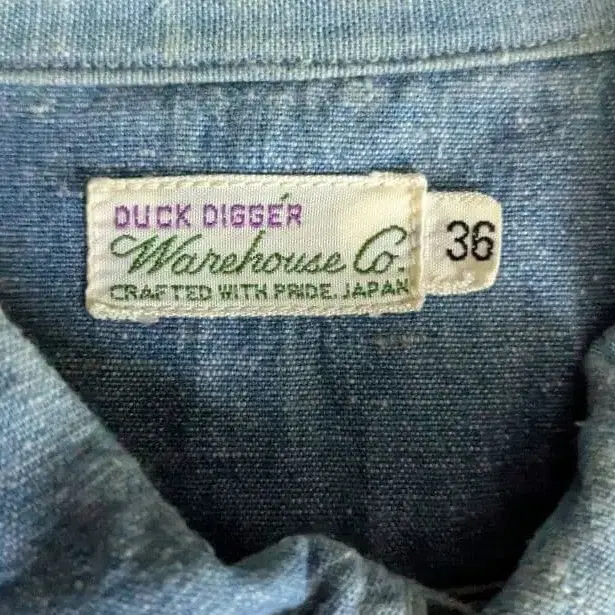 DUCK DIGGER
Warehouse Co.
CRAFTED WITH PRIDE. JAPAN
36